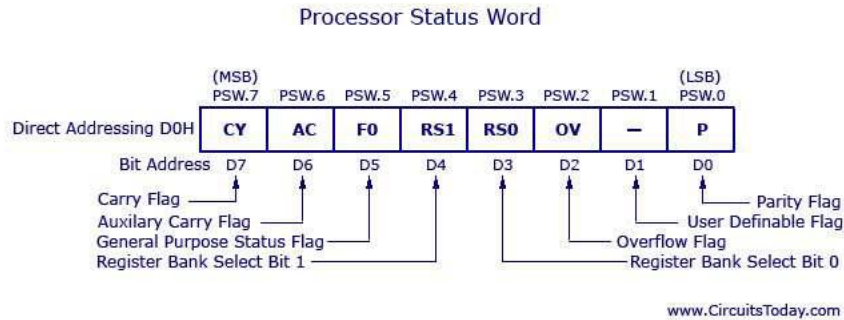 Processor Status Word
(MSB) (LSB)
PSW.7 PSW.6 PSW.5 PSW.4 PSW.3 PSW.2 PSW.1 PSW.0
Direct Addressing D0H CY AC F0 RS1 RS0 OV — P
Bit Address D7 D6 D5 D4 D3 D2 D1 D0
Carry Flag Parity Flag
Auxilary Carry Flag User Definable Flag
General Purpose Status Flag Overflow Flag
Register Bank Select Bit 1 Register Bank Select Bit 0
www.CircuitsToday.com